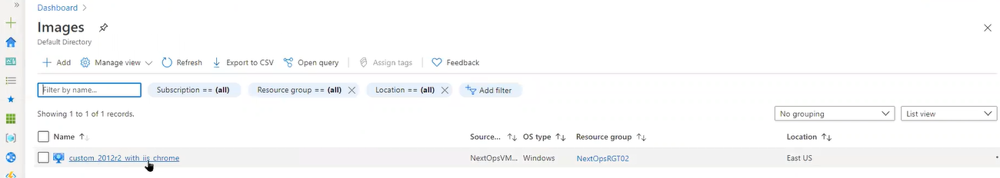 »
Dashboard >
Images
Default Directory
Add Manage view Refresh Export to CSV Open query Assign tags Feedback
Filter by name... Subscription == (all) Resource group == (all) Location == (all) Add filter
Showing 1 to 1 of 1 records. No grouping List view
Name Source... OS type Resource group Location
custom_2012r2_with_iis_chrome NextOpsVM... Windows NextOpsRGT02 East US